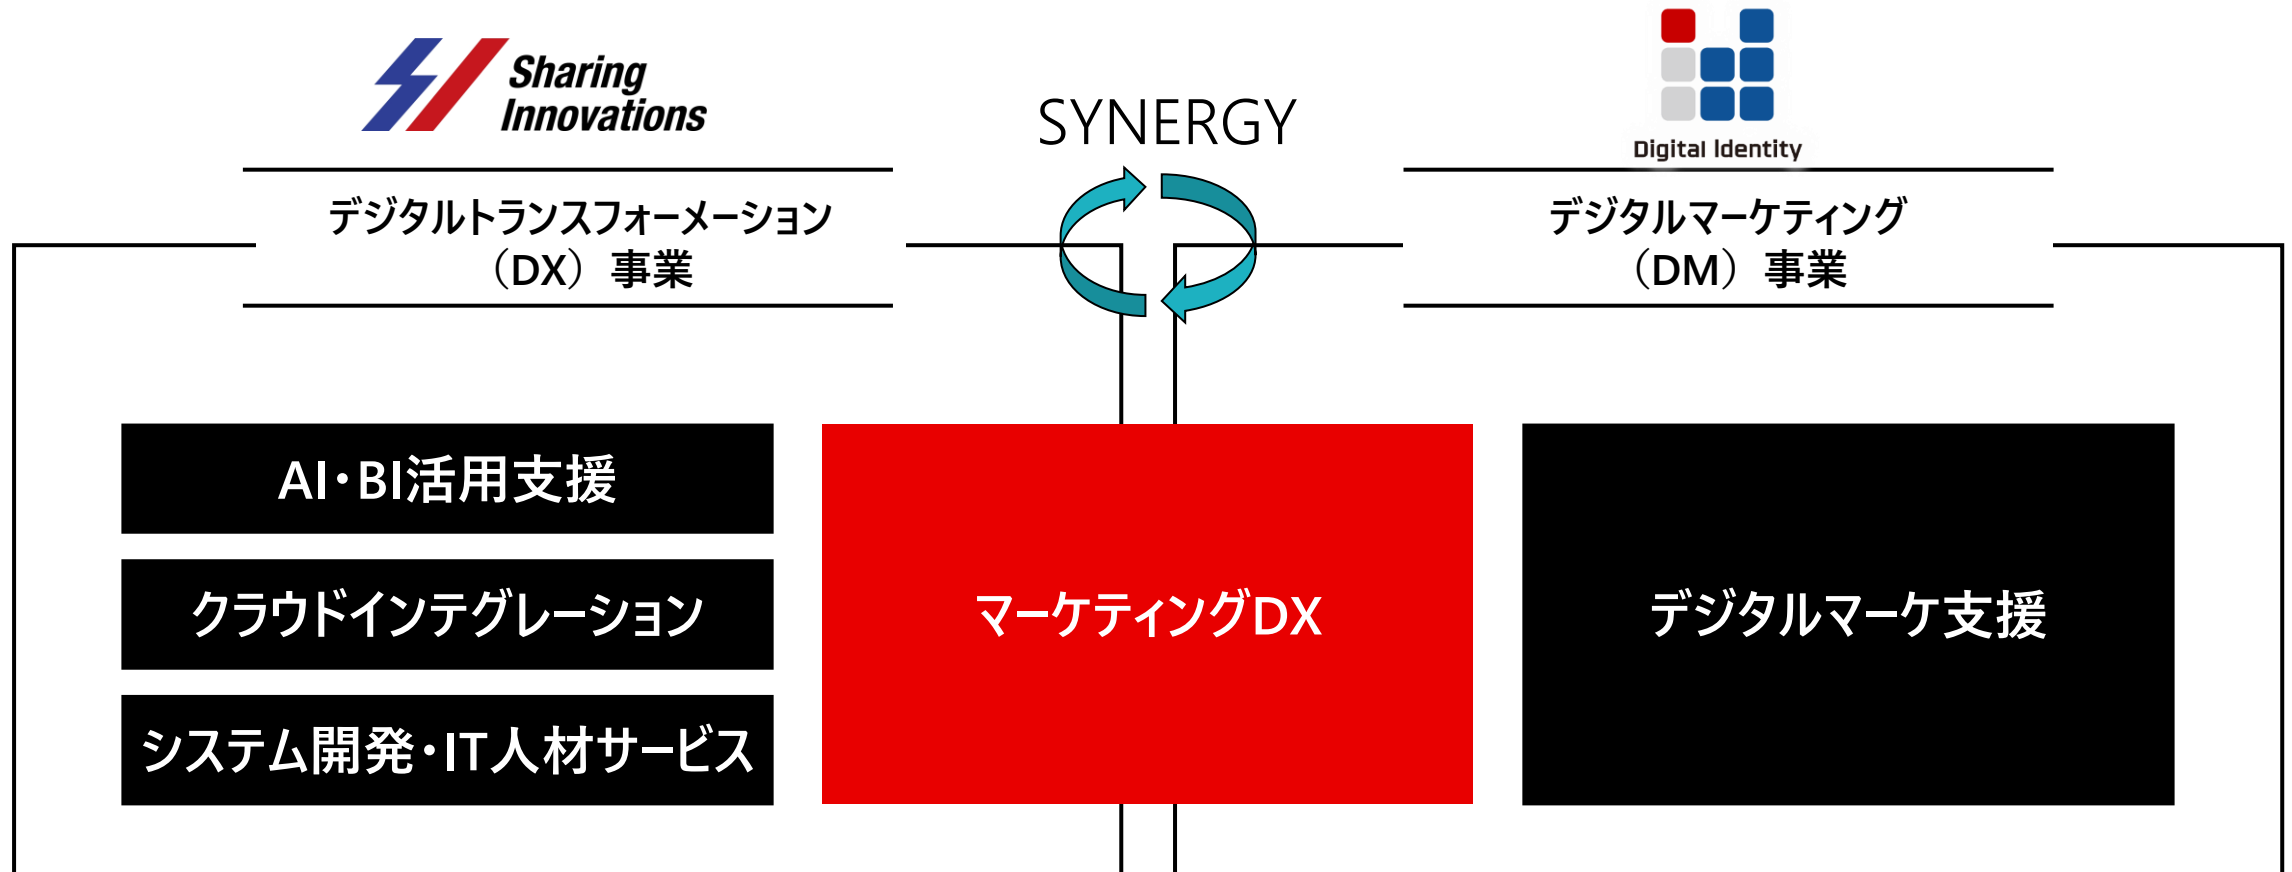 Sharing
Innovations
SYNERGY
Digital Identity
デジタルトランスフォーメーション
（DX）事業
デジタルマーケティング
（DM）事業
AI・BI活用支援
クラウドインテグレーション
システム開発・IT人材サービス
マーケティングDX
デジタルマーケ支援